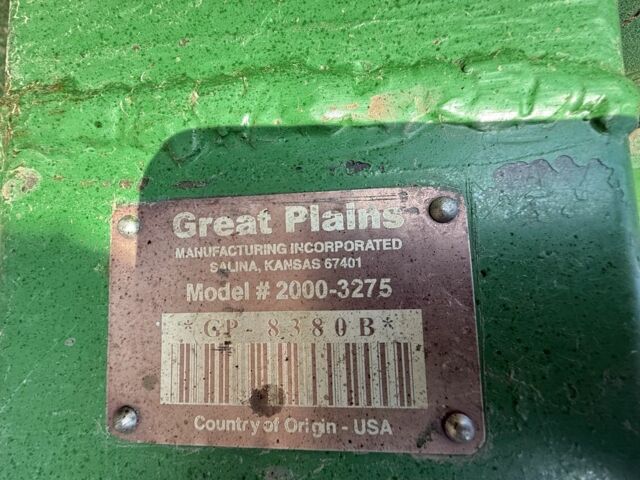 Great Plains
MANUFACTURING INCORPORATED
SALINA, KANSAS 67401
Model # 2000-3275
*GP-8380B*
Country of Origin - USA